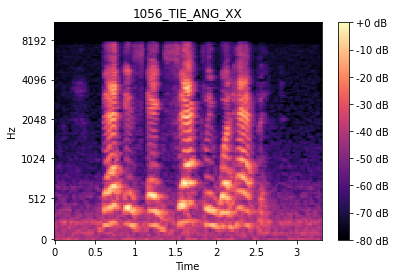 1056_TIE_ANG_XX
Hz
8192
4096
2048
1024
512
0
0 0.5 1 1.5 2 2.5 3
Time
+0 dB
-10 dB
-20 dB
-30 dB
-40 dB
-50 dB
-60 dB
-70 dB
-80 dB